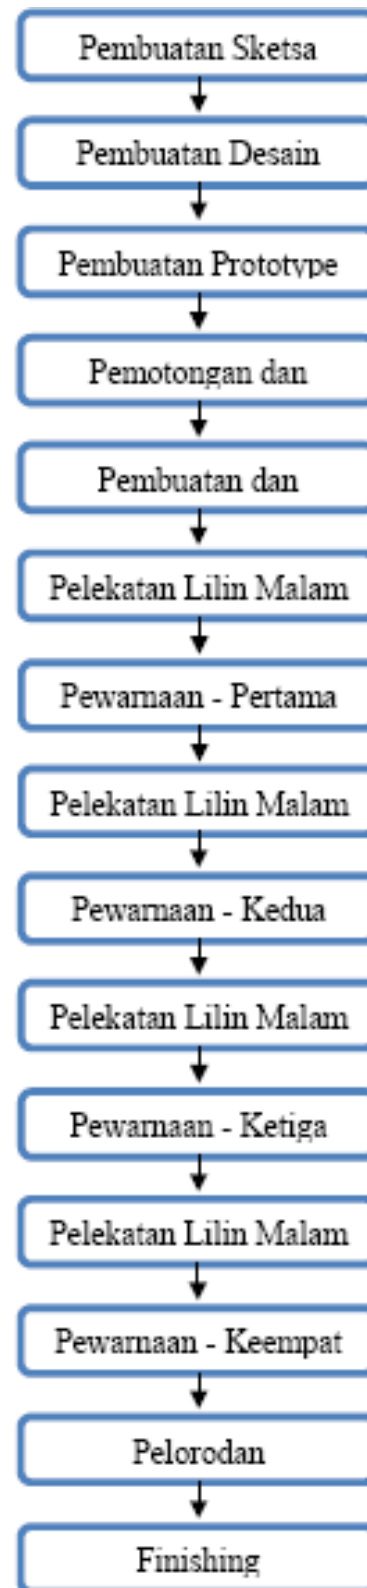 Pembuatan Sketsa
Pembuatan Desain
Pembuatan Prototype
Pemotongan dan
Pembuatan dan
Pelekatan Lilin Malam
Pewarnaan - Pertama
Pelekatan Lilin Malam
Pewarnaan - Kedua
Pelekatan Lilin Malam
Pewarnaan - Ketiga
Pelekatan Lilin Malam
Pewarnaan - Keempat
Pelorodan
Finishing